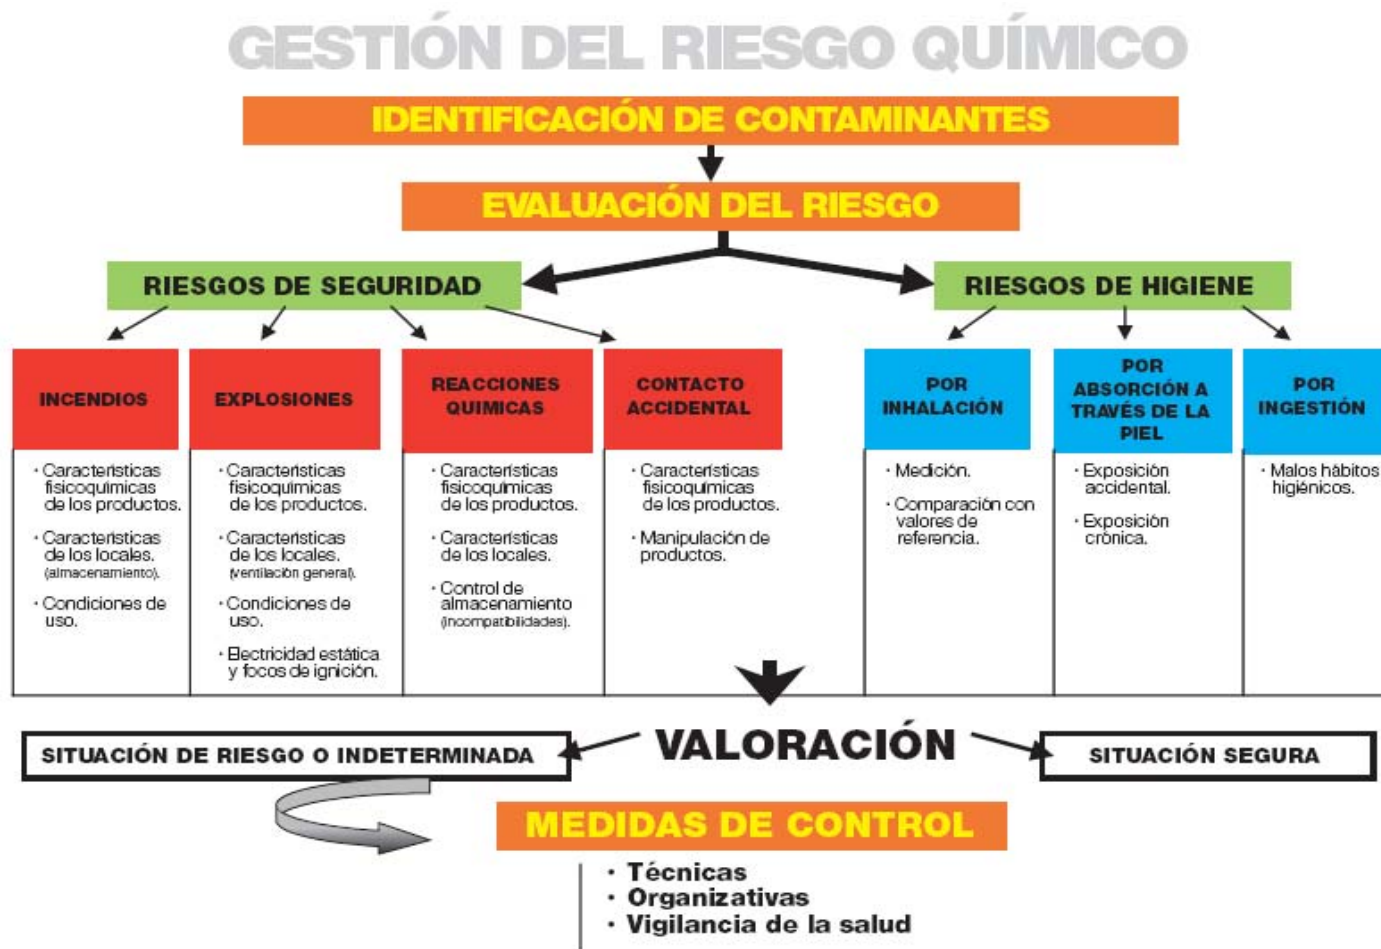 GESTIÓN DEL RIESGO QUÍMICO
IDENTIFICACIÓN DE CONTAMINANTES
EVALUACIÓN DEL RIESGO
RIESGOS DE SEGURIDAD
RIESGOS DE HIGIENE
INCENDIOS
· Características
fisicoquímicas
de los productos.
· Características
de los locales.
(almacenamiento).
· Condiciones de
uso.
EXPLOSIONES
· Características
fisicoquímicas
de los productos.
· Características
de los locales.
(ventilación general).
· Condiciones de
uso.
· Electricidad estática
y focos de ignición.
REACCIONES
QUIMICAS
· Características
fisicoquímicas
de los productos.
· Características
de los locales.
· Control de
almacenamiento
(incompatibilidades).
CONTACTO
ACCIDENTAL
· Características
fisicoquímicas
de los productos.
· Manipulación de
productos.
POR
INHALACIÓN
· Medición.
· Comparación con
valores de
referencia.
POR
ABSORCIÓN A
TRAVÉS DE LA
PIEL
· Exposición
accidental.
· Exposición
crónica.
POR
INGESTIÓN
· Malos hábitos
higiénicos.
VALORACIÓN
SITUACIÓN DE RIESGO O INDETERMINADA
SITUACIÓN SEGURA
MEDIDAS DE CONTROL
· Técnicas
· Organizativas
· Vigilancia de la salud